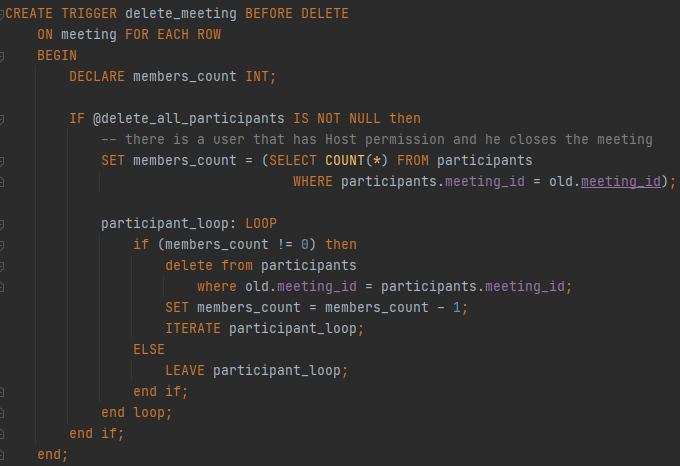 CREATE TRIGGER delete_meeting BEFORE DELETE
    ON meeting FOR EACH ROW
    BEGIN
        DECLARE members_count INT;

        IF @delete_all_participants IS NOT NULL then
            -- there is a user that has Host permission and he closes the meeting
            SET members_count = (SELECT COUNT(*) FROM participants
                                    WHERE participants.meeting_id = old.meeting_id);

            participant_loop: LOOP
                if (members_count != 0) then
                    delete from participants
                        where old.meeting_id = participants.meeting_id;
                    SET members_count = members_count - 1;
                    ITERATE participant_loop;
                ELSE
                    LEAVE participant_loop;
                end if;
            end loop;
        end if;
    end;